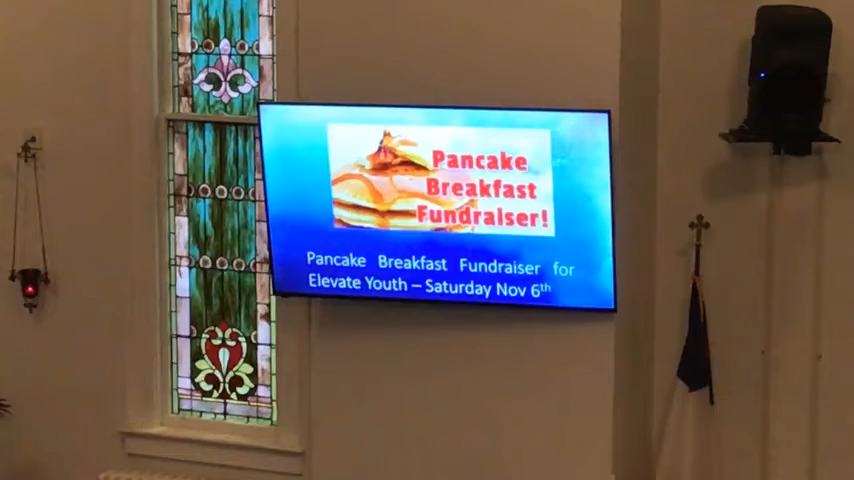 Pancake
Breakfast
Fundraiser!
Pancake Breakfast Fundraiser for
Elevate Youth – Saturday Nov 6th